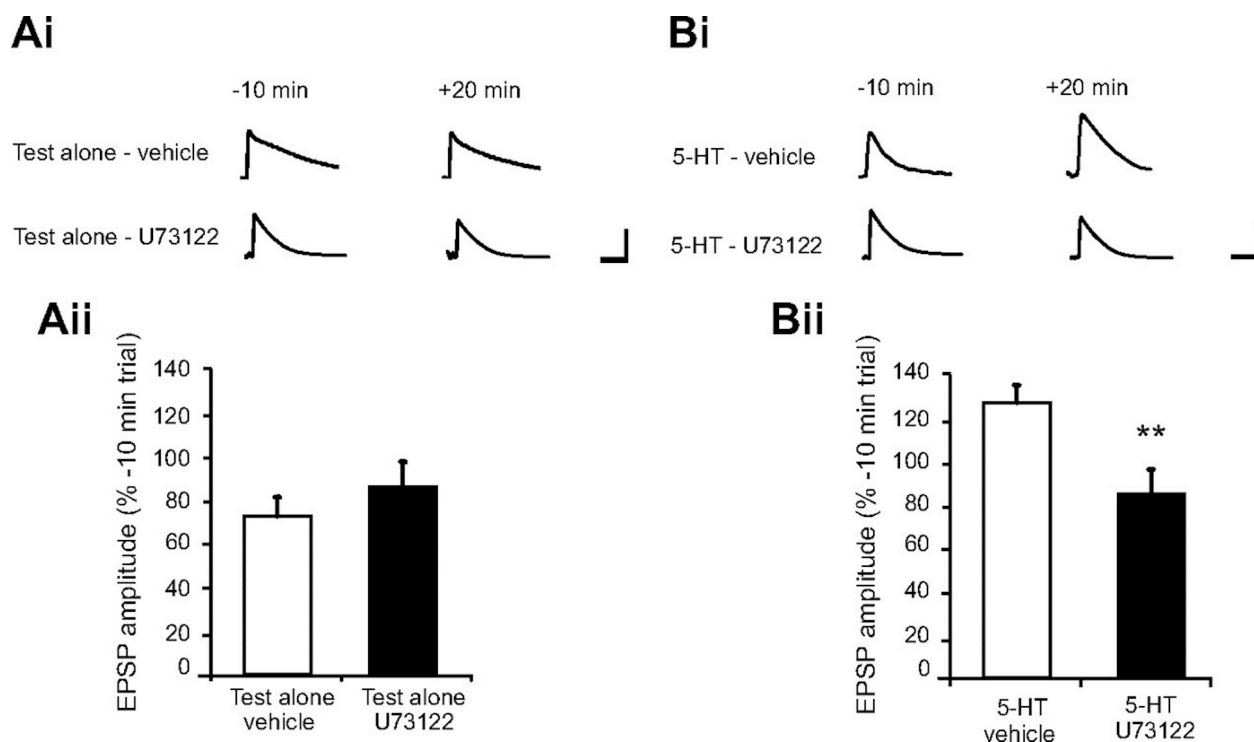 Ai
-10 min +20 min
Test alone - vehicle
Test alone - U73122
Bi
-10 min +20 min
5-HT - vehicle
5-HT - U73122
Aii
EPSP amplitude (% -10 min trial)
140
120
100
80
60
40
20
0
Test alone
vehicle
Test alone
U73122
Bii
EPSP amplitude (% -10 min trial)
140
120
100
80
60
40
20
0
**
5-HT
vehicle
5-HT
U73122